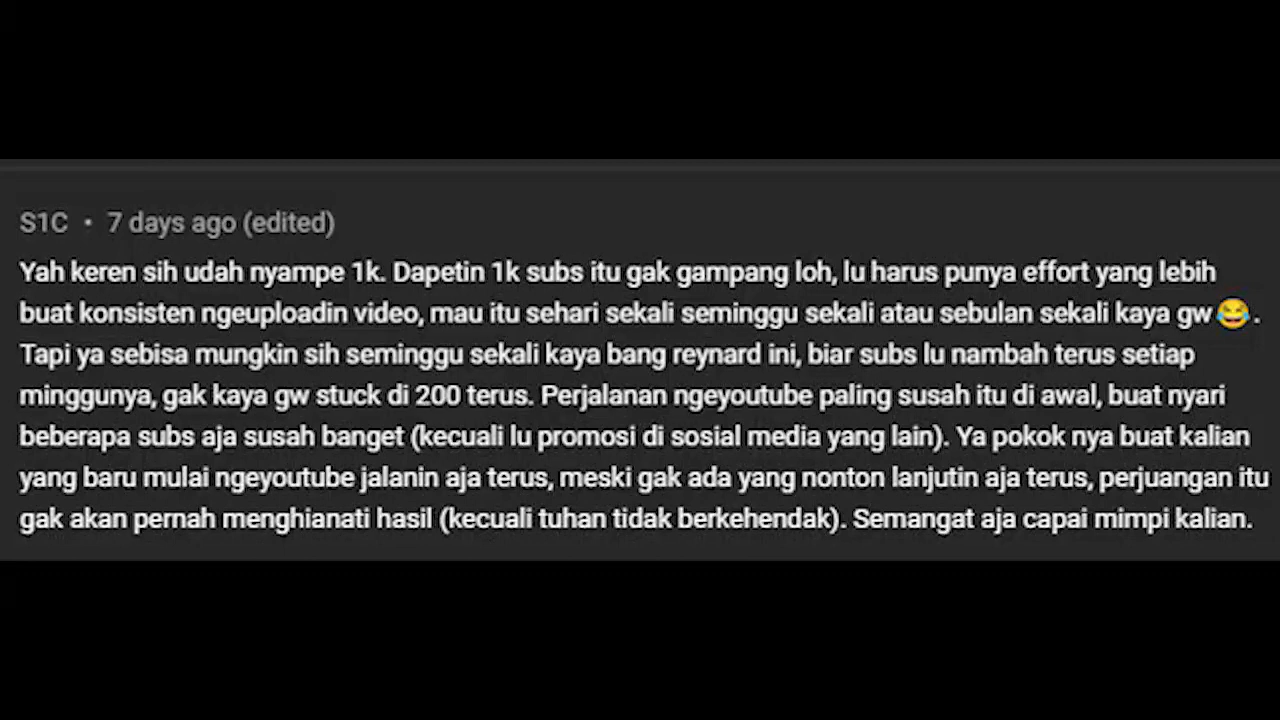 S1C • 7 days ago (edited)
Yah keren sih udah nyampe 1k. Dapetin 1k subs itu gak gampang loh, lu harus punya effort yang lebih
buat konsisten ngeuploadin video, mau itu sehari sekali seminggu sekali atau sebulan sekali kaya gw😂.
Tapi ya sebisa mungkin sih seminggu sekali kaya bang reynard ini, biar subs lu nambah terus setiap
minggunya, gak kaya gw stuck di 200 terus. Perjalanan ngeyoutube paling susah itu di awal, buat nyari
beberapa subs aja susah banget (kecuali lu promosi di sosial media yang lain). Ya pokok nya buat kalian
yang baru mulai ngeyoutube jalanin aja terus, meski gak ada yang nonton lanjutin aja terus, perjuangan itu
gak akan pernah menghianati hasil (kecuali tuhan tidak berkehendak). Semangat aja capai mimpi kalian.